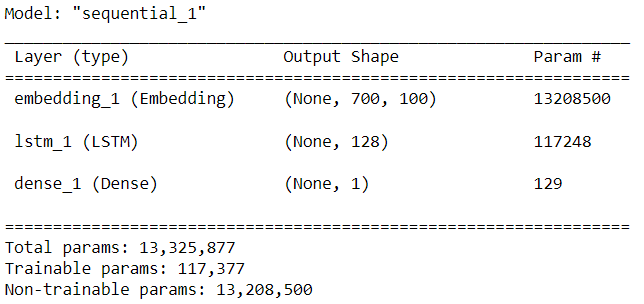 Model: "sequential_1"
_________________________________________________________________
Layer (type) Output Shape Param #
=================================================================
embedding_1 (Embedding) (None, 700, 100) 13208500
lstm_1 (LSTM) (None, 128) 117248
dense_1 (Dense) (None, 1) 129
=================================================================
Total params: 13,325,877
Trainable params: 117,377
Non-trainable params: 13,208,500